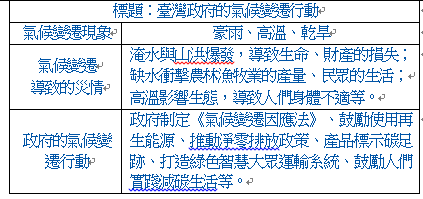 標題：臺灣政府的氣候變遷行動
氣候變遷現象
豪雨、高溫、乾旱
氣候變遷
導致的災情
淹水與山洪爆發，導致生命、財產的損失；
缺水衝擊農林漁牧業的產量、民眾的生活；
高溫影響生態，導致人們身體不適等。
政府的氣候變
遷行動
政府制定《氣候變遷因應法》、鼓勵使用再
生能源、推動淨零排放政策、產品標示碳足
跡、打造綠色智慧大眾運輸系統、鼓勵人們
實踐減碳生活等。